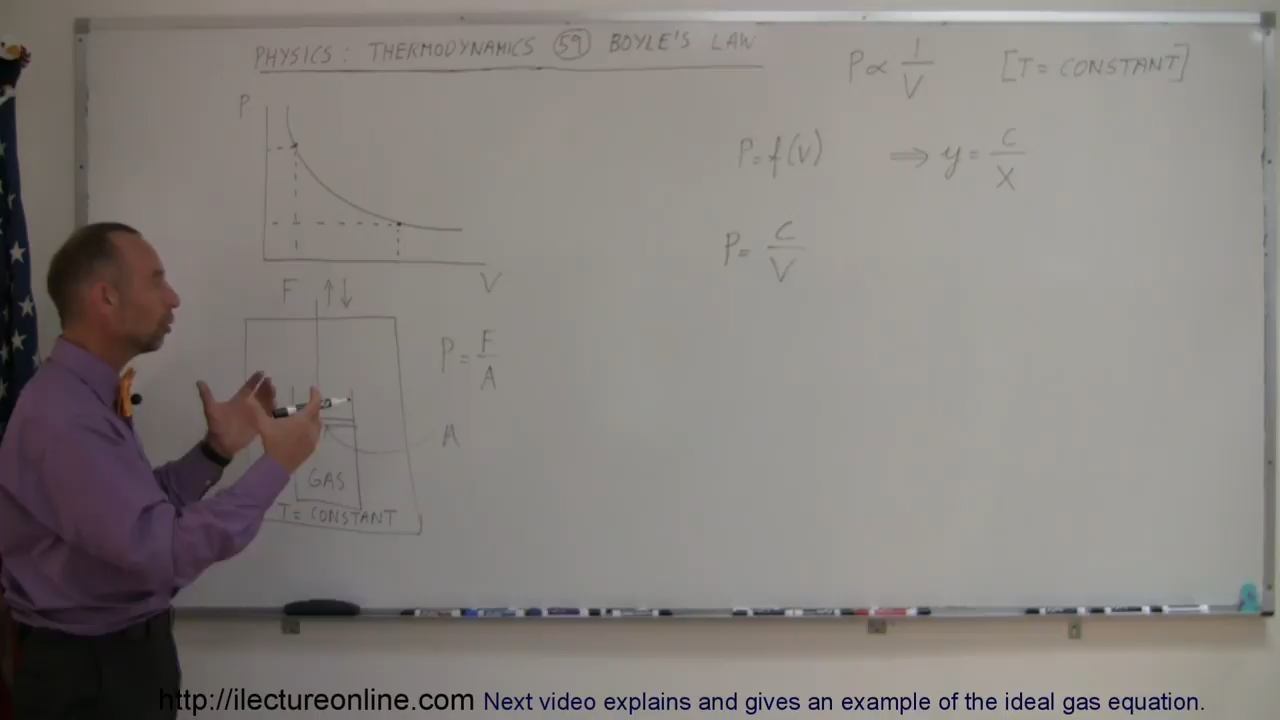 PHYSICS: THERMODYNAMICS 59 BOYLE'S LAW
P ∝ 1/V [T = CONSTANT]
P
P = f(V) ⟹ y = C/X
P = C/V
V
F ↑↓
P = F/A
A
GAS
T = CONSTANT
http://ilectureonline.com Next video explains and gives an example of the ideal gas equation.